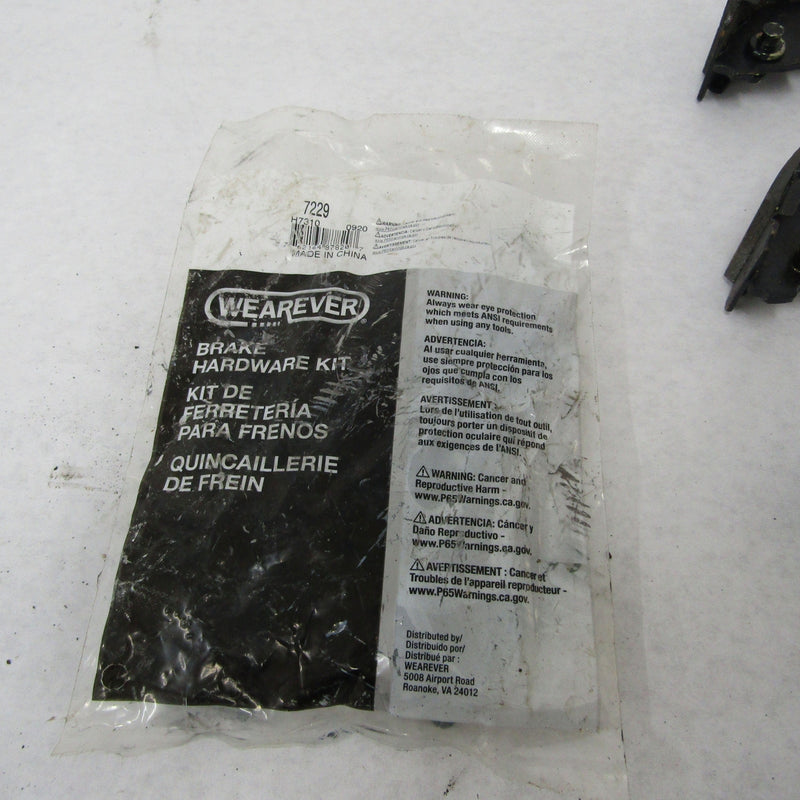 7229
H7310 0920
MADE IN CHINA
WEAREVER
BRAKE
HARDWARE KIT
KIT DE
FERRETERÍA
PARA FRENOS
QUINCAILLERIE
DE FREIN
WARNING:
Always wear eye protection
which meets ANSI requirements
when using any tools.
ADVERTENCIA:
Al usar cualquier herramienta,
use siempre protección para los
ojos que cumpla con los
requisitos de ANSI.
AVERTISSEMENT :
Lors de l'utilisation de tout outil,
toujours porter un dispositif de
protection oculaire qui répond
aux exigences de l'ANSI.
⚠WARNING: Cancer and
Reproductive Harm -
www.P65Warnings.ca.gov.
⚠ADVERTENCIA: Cáncer y
Daño Reproductivo -
www.P65Warnings.ca.gov.
⚠AVERTISSEMENT : Cancer et
Troubles de l'appareil reproducteur -
www.P65Warnings.ca.gov.
Distributed by/
Distribuido por/
Distribué par :
WEAREVER
5008 Airport Road
Roanoke, VA 24012